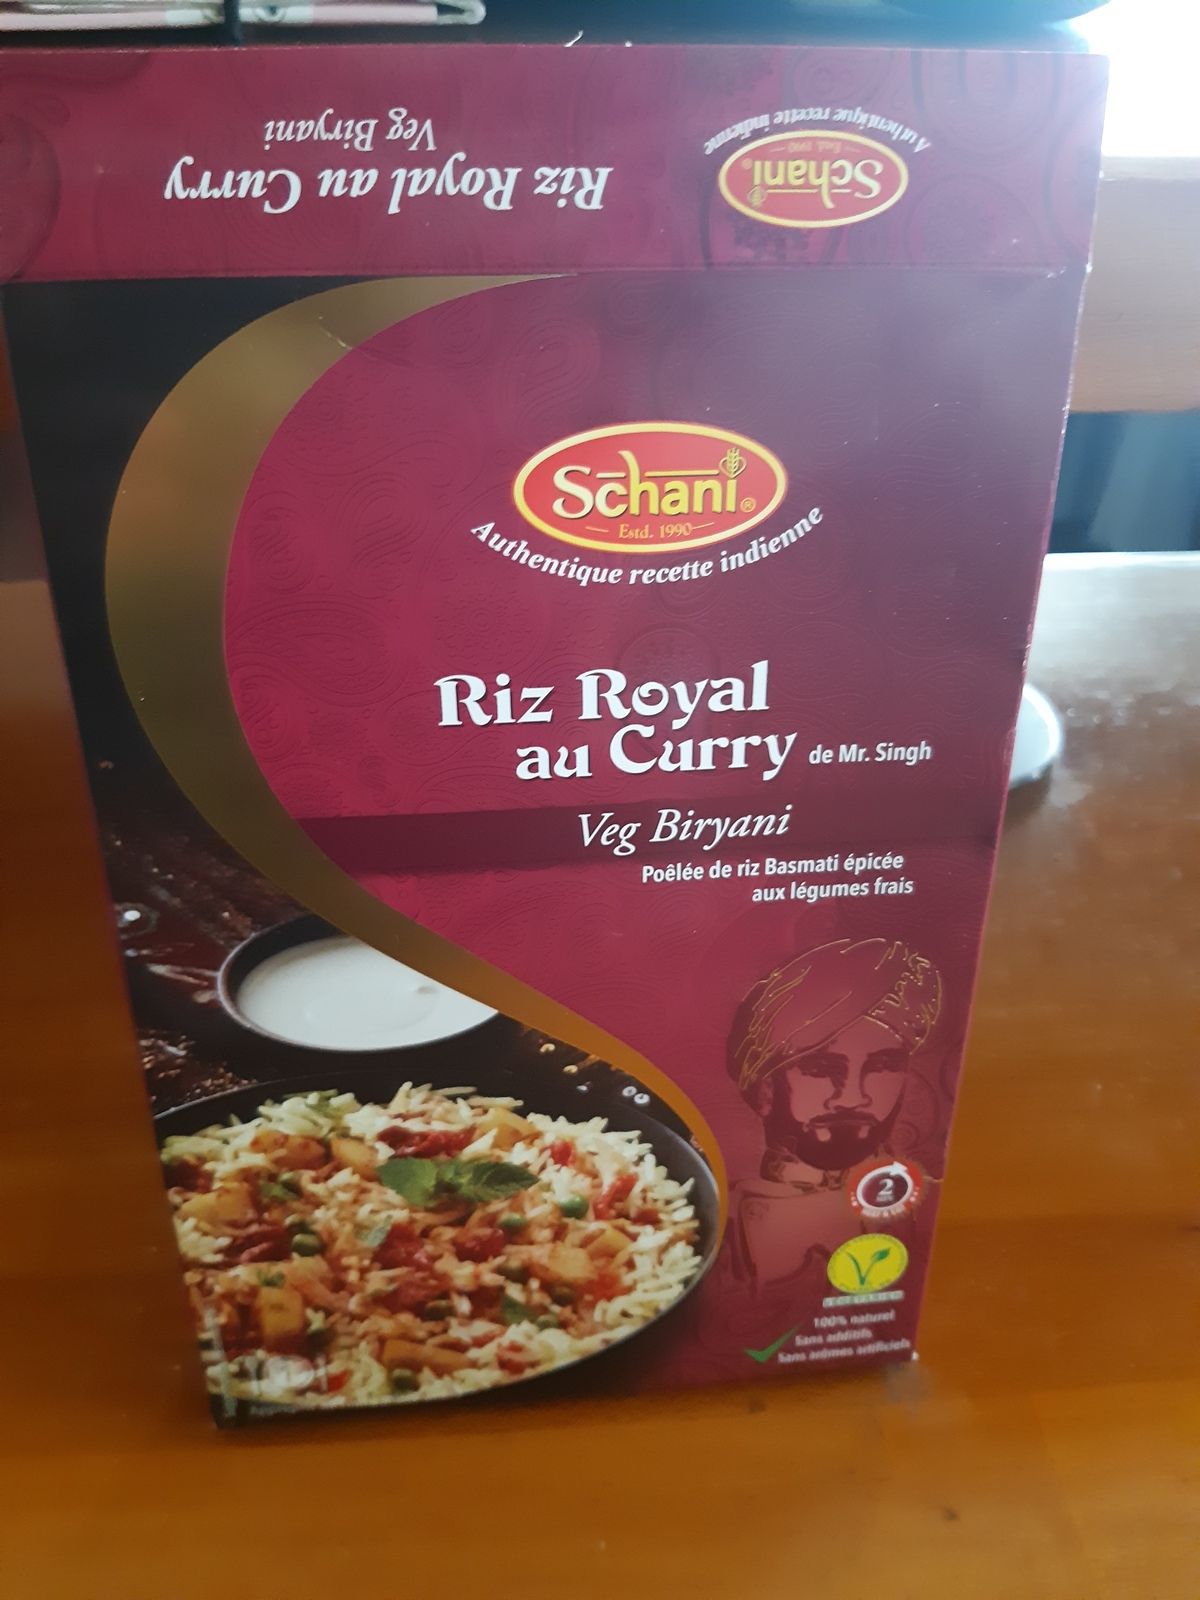 Riz Royal au Curry
Veg Biryani
Schani
Estd. 1990
Authentique recette indienne
Schani®
Estd. 1990
Authentique recette indienne
Riz Royal
au Curry de Mr. Singh
Veg Biryani
Poêlée de riz Basmati épicée
aux légumes frais
2
100% naturel
Sans additifs
Sans arômes artificiels